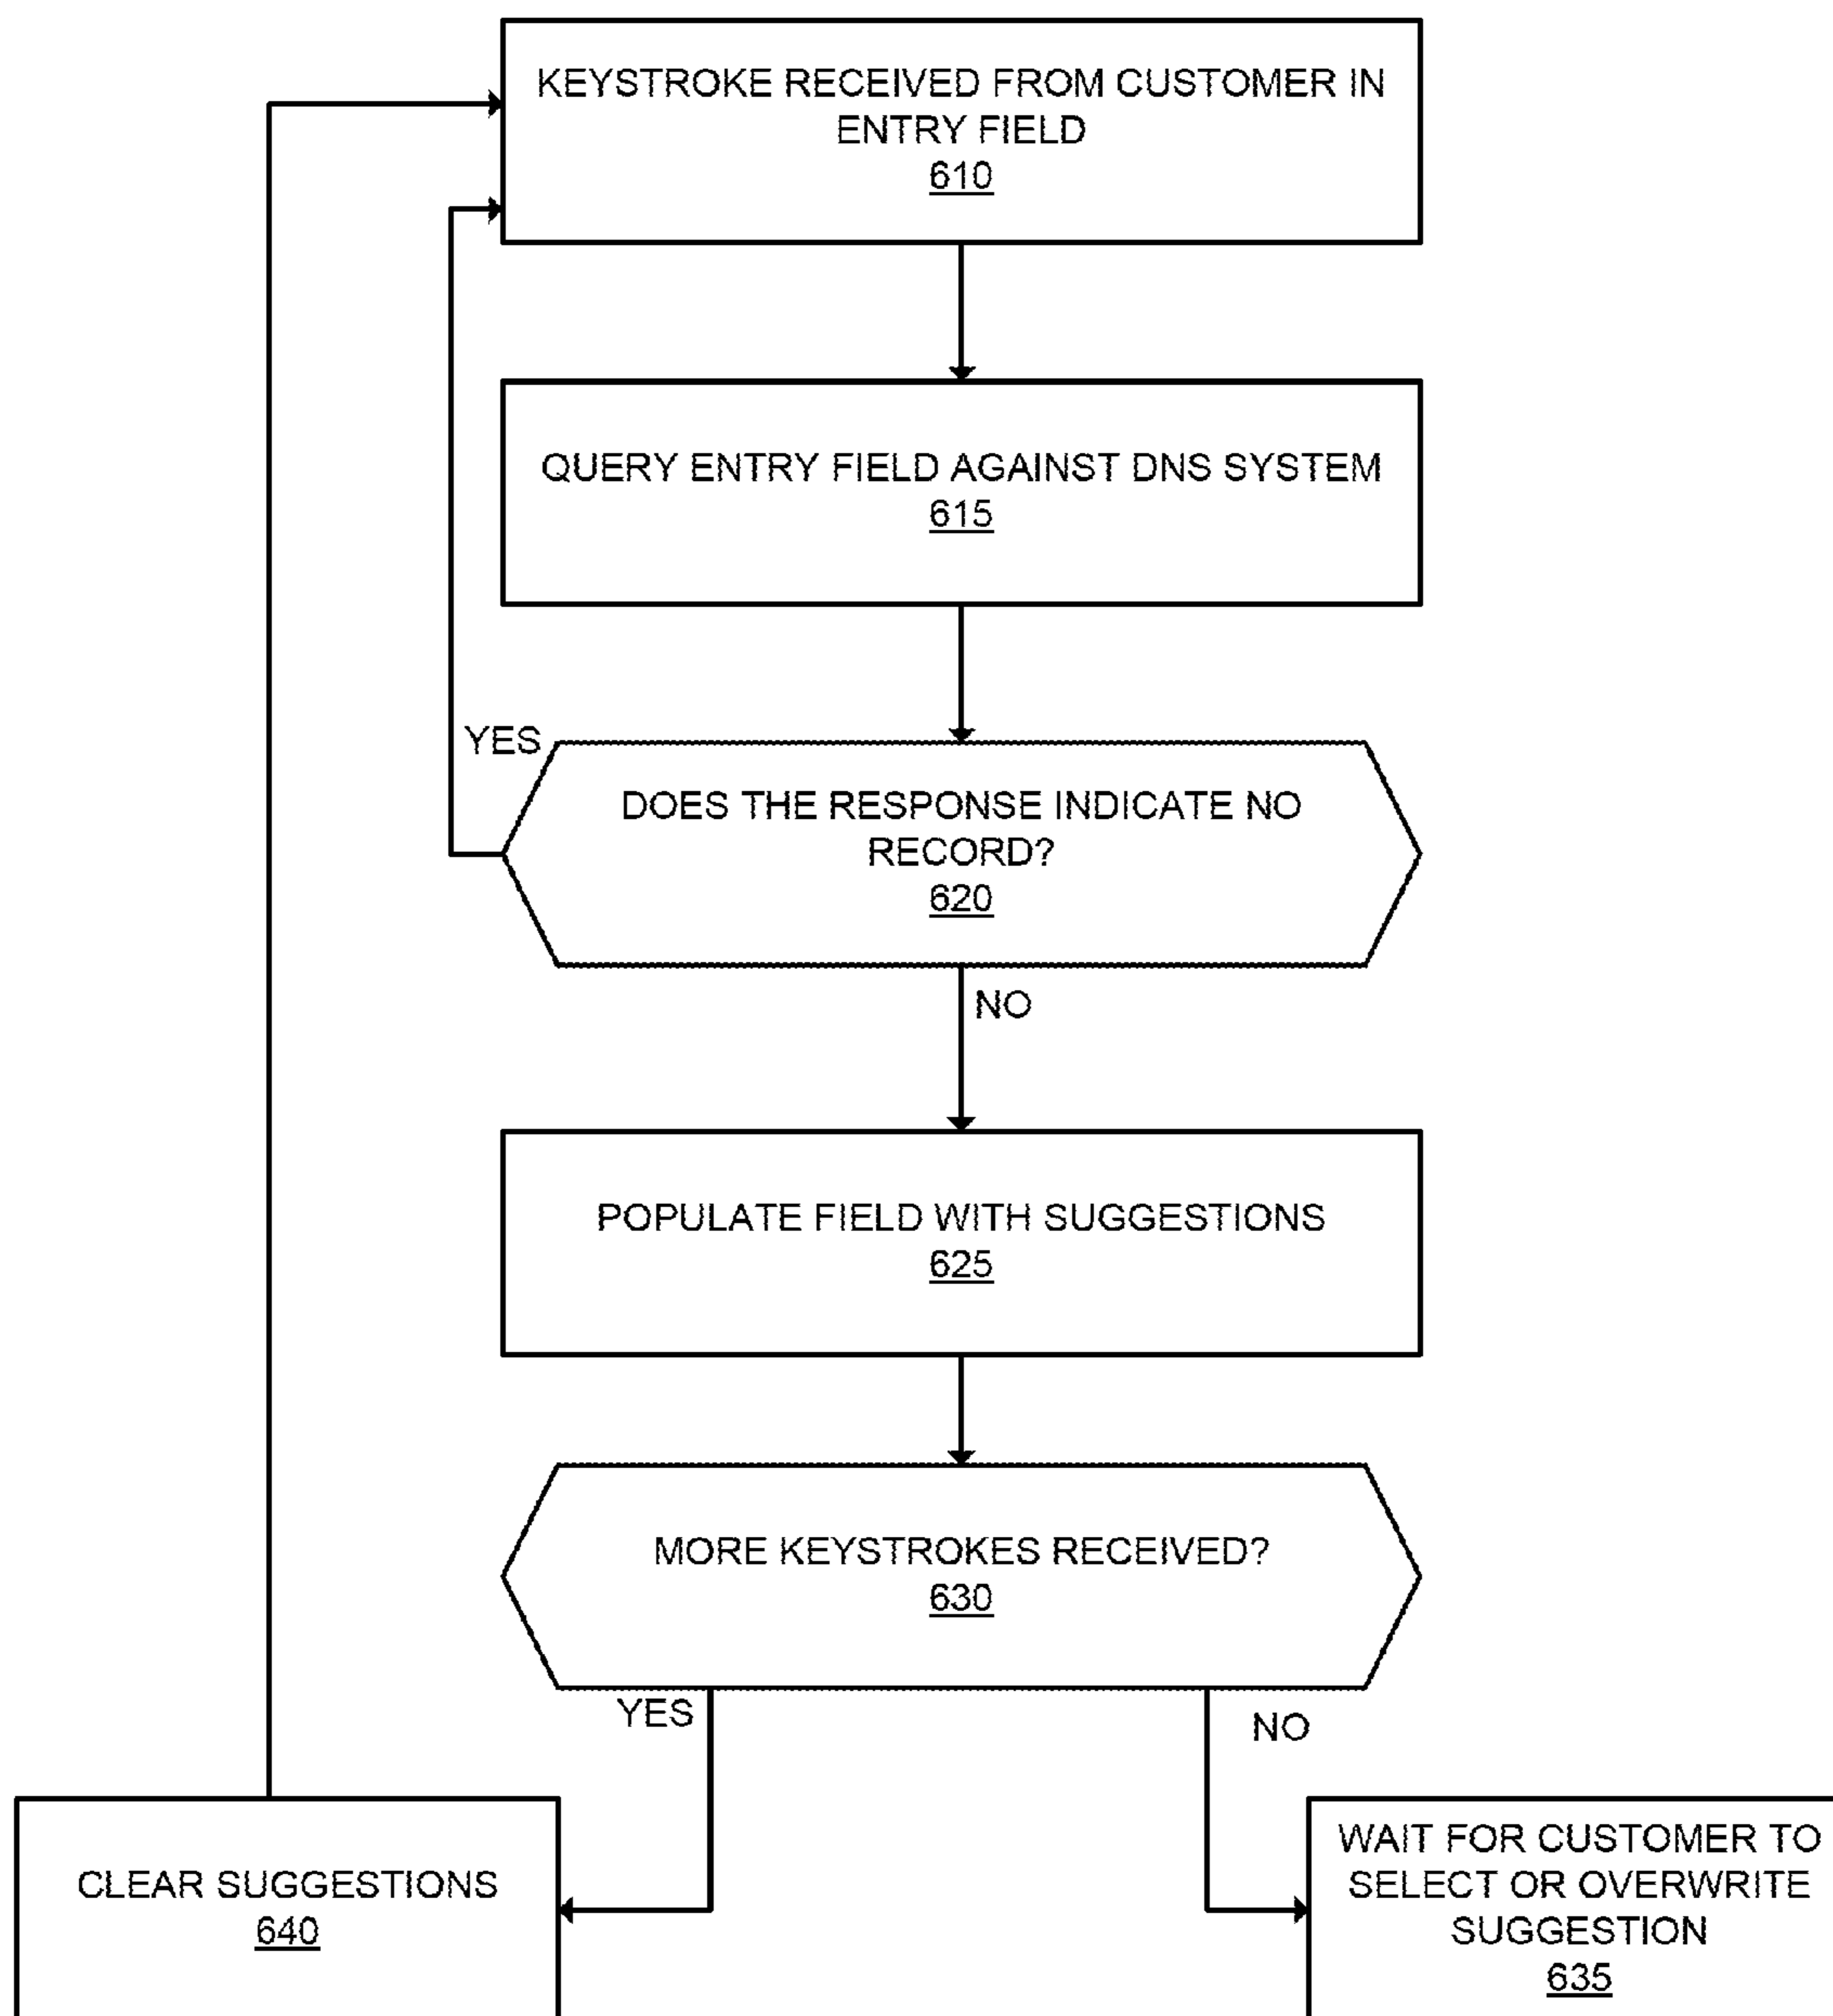 KEYSTROKE RECEIVED FROM CUSTOMER IN
ENTRY FIELD
610
QUERY ENTRY FIELD AGAINST DNS SYSTEM
615
YES
DOES THE RESPONSE INDICATE NO
RECORD?
620
NO
POPULATE FIELD WITH SUGGESTIONS
625
MORE KEYSTROKES RECEIVED?
630
YES
NO
CLEAR SUGGESTIONS
640
WAIT FOR CUSTOMER TO
SELECT OR OVERWRITE
SUGGESTION
635